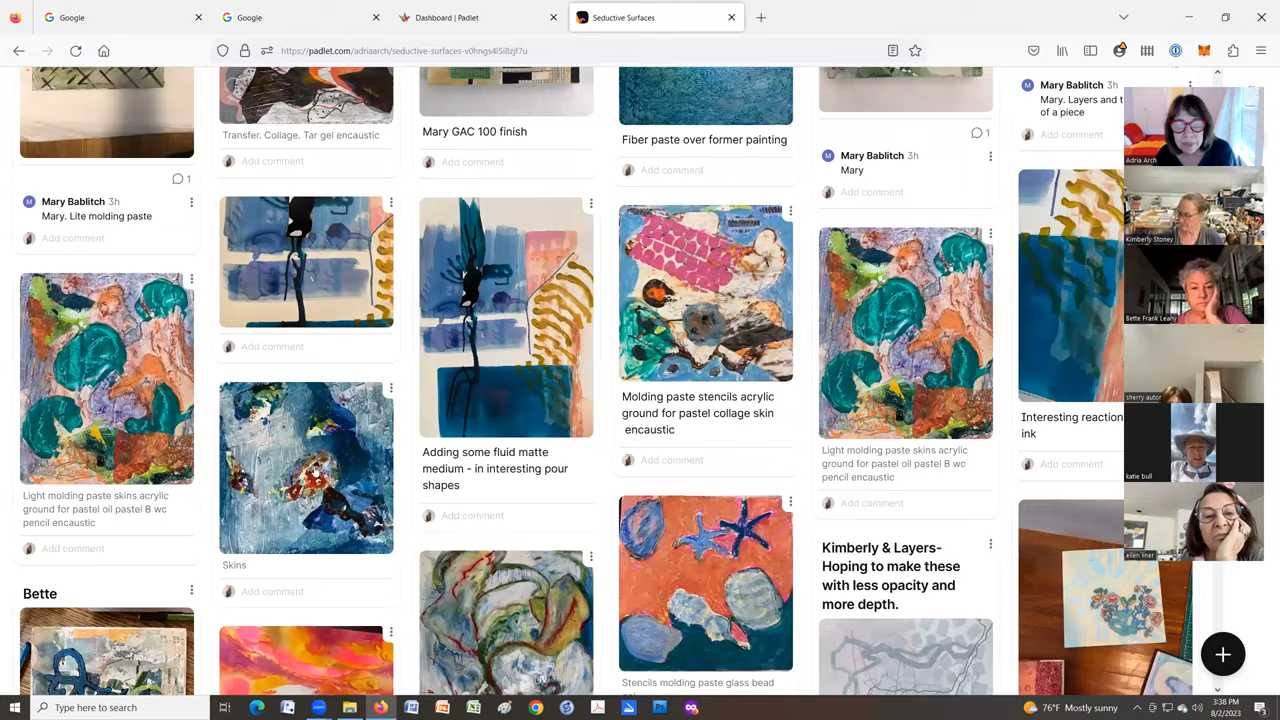 Google
Google
Dashboard | Padlet
Seductive Surfaces
https://padlet.com/adriaarch/seductive-surfaces-v0hngs4l5i8zjf7u
1
Mary Bablitch 3h
Mary. Lite molding paste
Add comment
Light molding paste skins acrylic
ground for pastel oil pastel B wc
pencil encaustic
Add comment
Bette
Transfer. Collage. Tar gel encaustic
Add comment
Add comment
Skins
Add comment
Mary GAC 100 finish
Add comment
Adding some fluid matte
medium - in interesting pour
shapes
Add comment
Fiber paste over former painting
Add comment
Molding paste stencils acrylic
ground for pastel collage skin
encaustic
Add comment
Stencils molding paste glass bead
1
Mary Bablitch 3h
Mary
Add comment
Light molding paste skins acrylic
ground for pastel oil pastel B wc
pencil encaustic
Add comment
Kimberly & Layers-
Hoping to make these
with less opacity and
more depth.
Mary Bablitch 3h
Mary. Layers and t
of a piece
Add comment
Interesting reaction
ink
Add comment
Adria Arch
Kimberly Stoney
Bette Frank Leahy
sherry autor
katie bull
ellen liner
Type here to search
76°F Mostly sunny
3:38 PM
8/2/2023
3